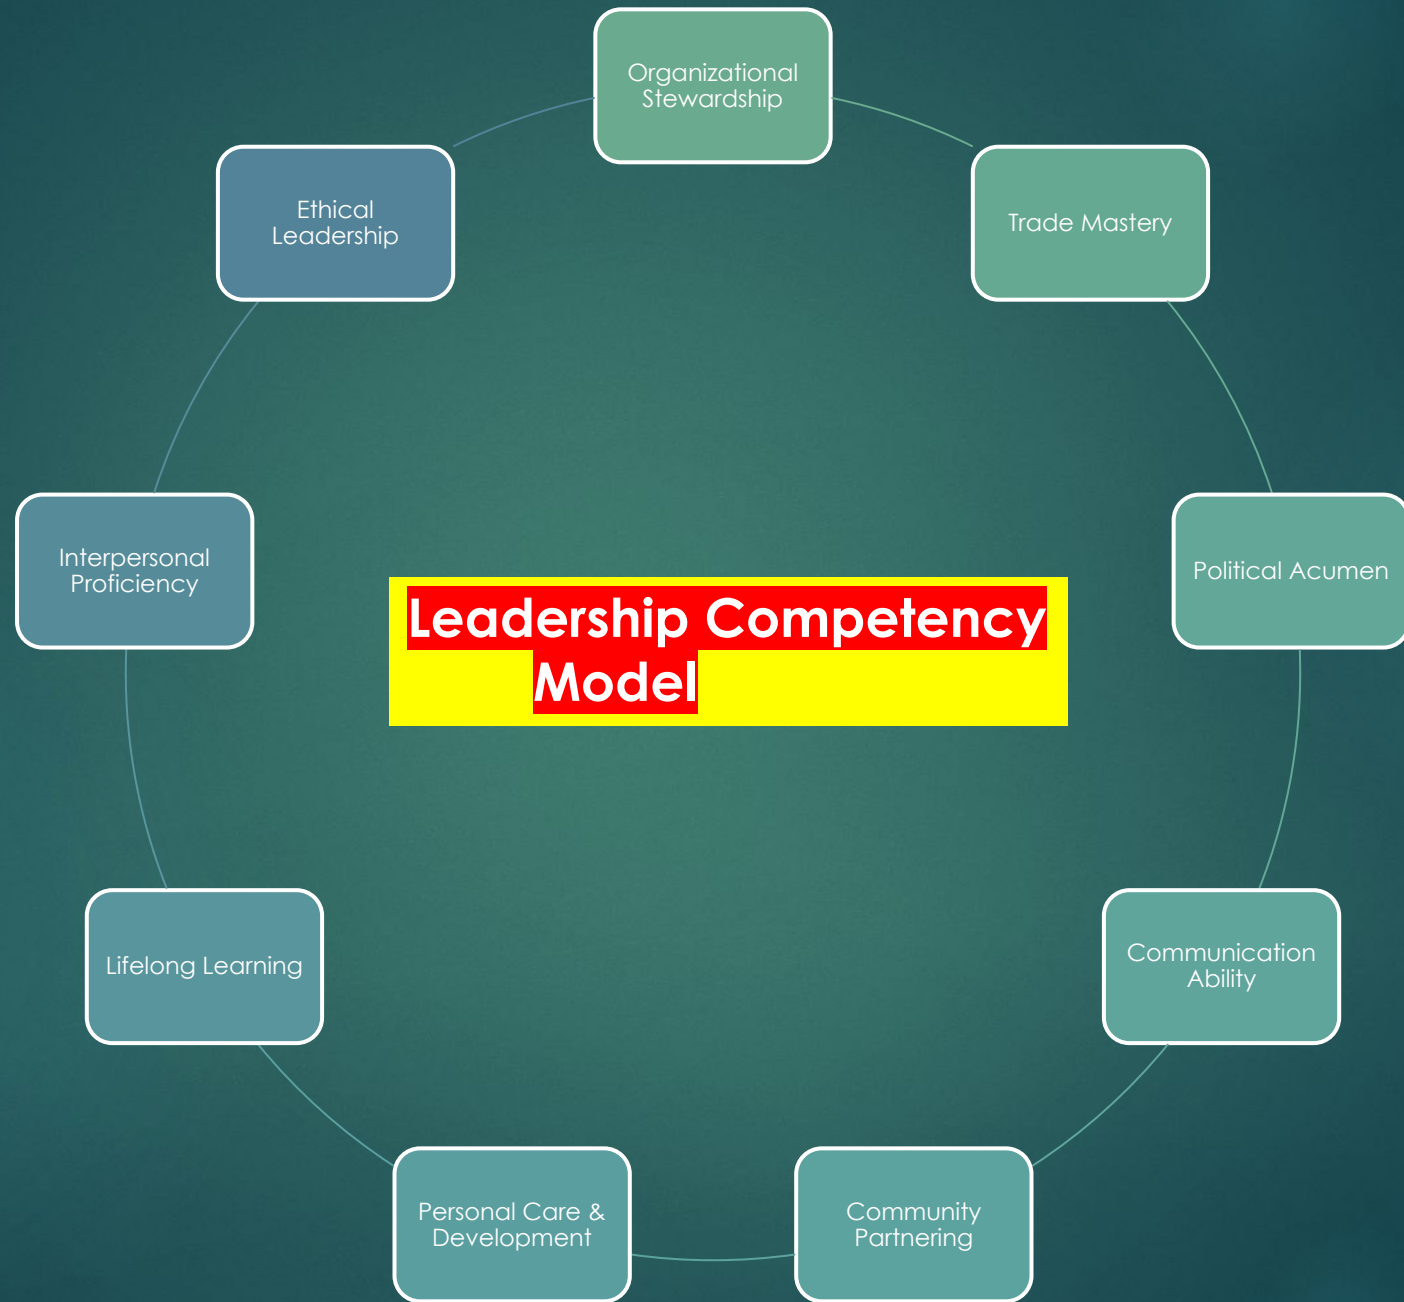 Organizational
Stewardship
Trade Mastery
Political Acumen
Communication
Ability
Community
Partnering
Personal Care &
Development
Lifelong Learning
Interpersonal
Proficiency
Ethical
Leadership
Leadership Competency
Model